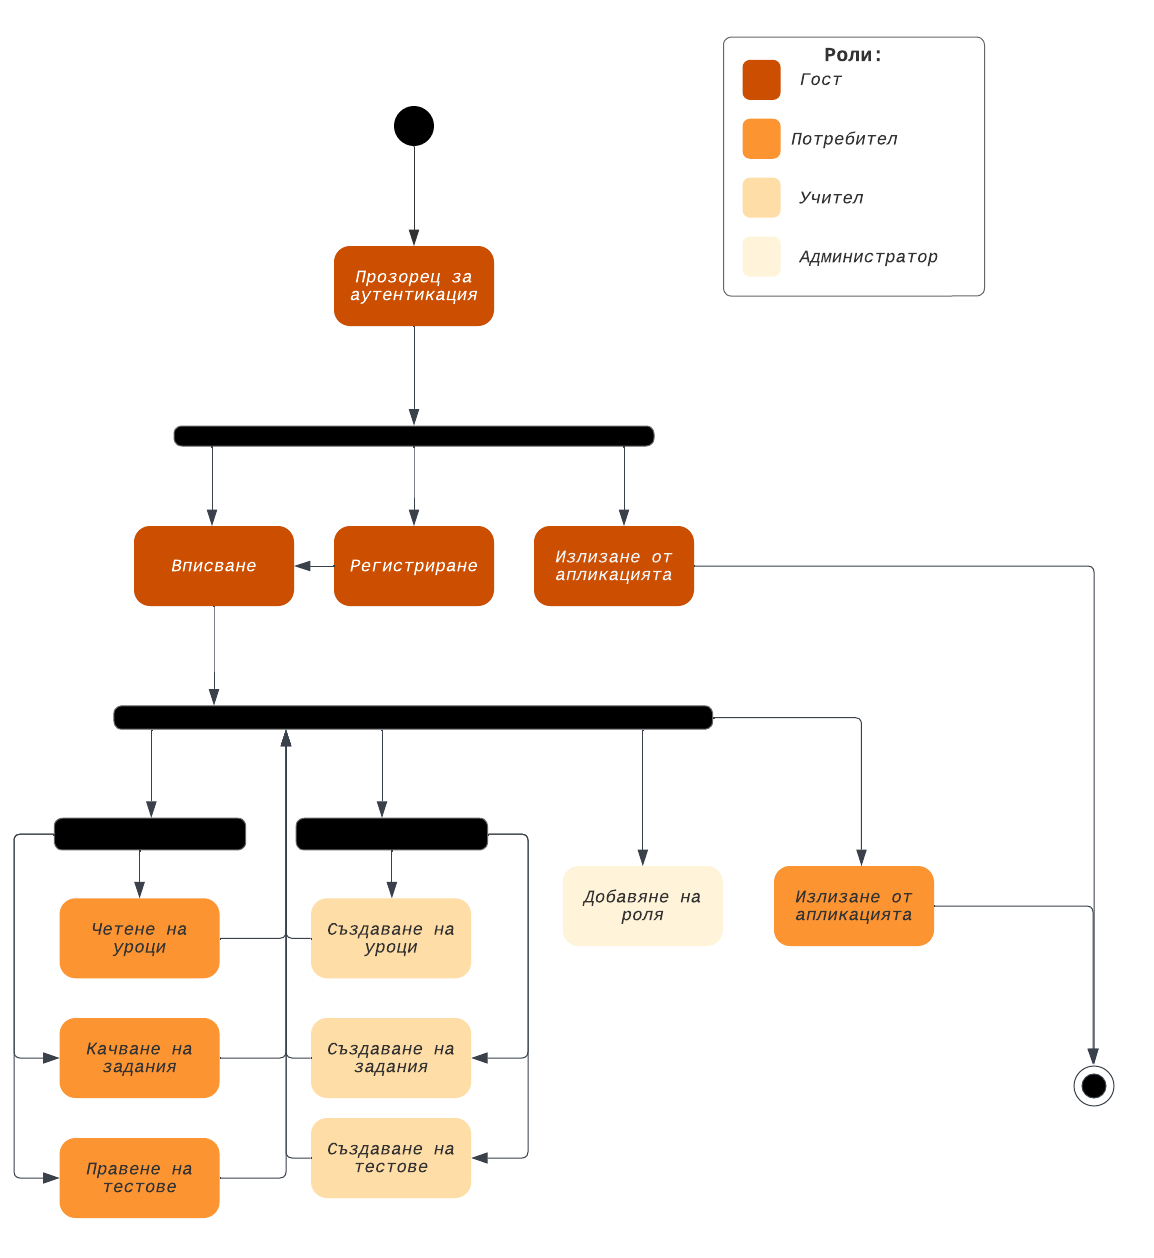 Роли:
Гост
Потребител
Учител
Администратор
Прозорец за
аутентикация
Вписване
Регистриране
Излизане от
апликацията
Добавяне на
роля
Излизане от
апликацията
Четене на
уроци
Създаване на
уроци
Качване на
задания
Създаване на
задания
Правене на
тестове
Създаване на
тестове